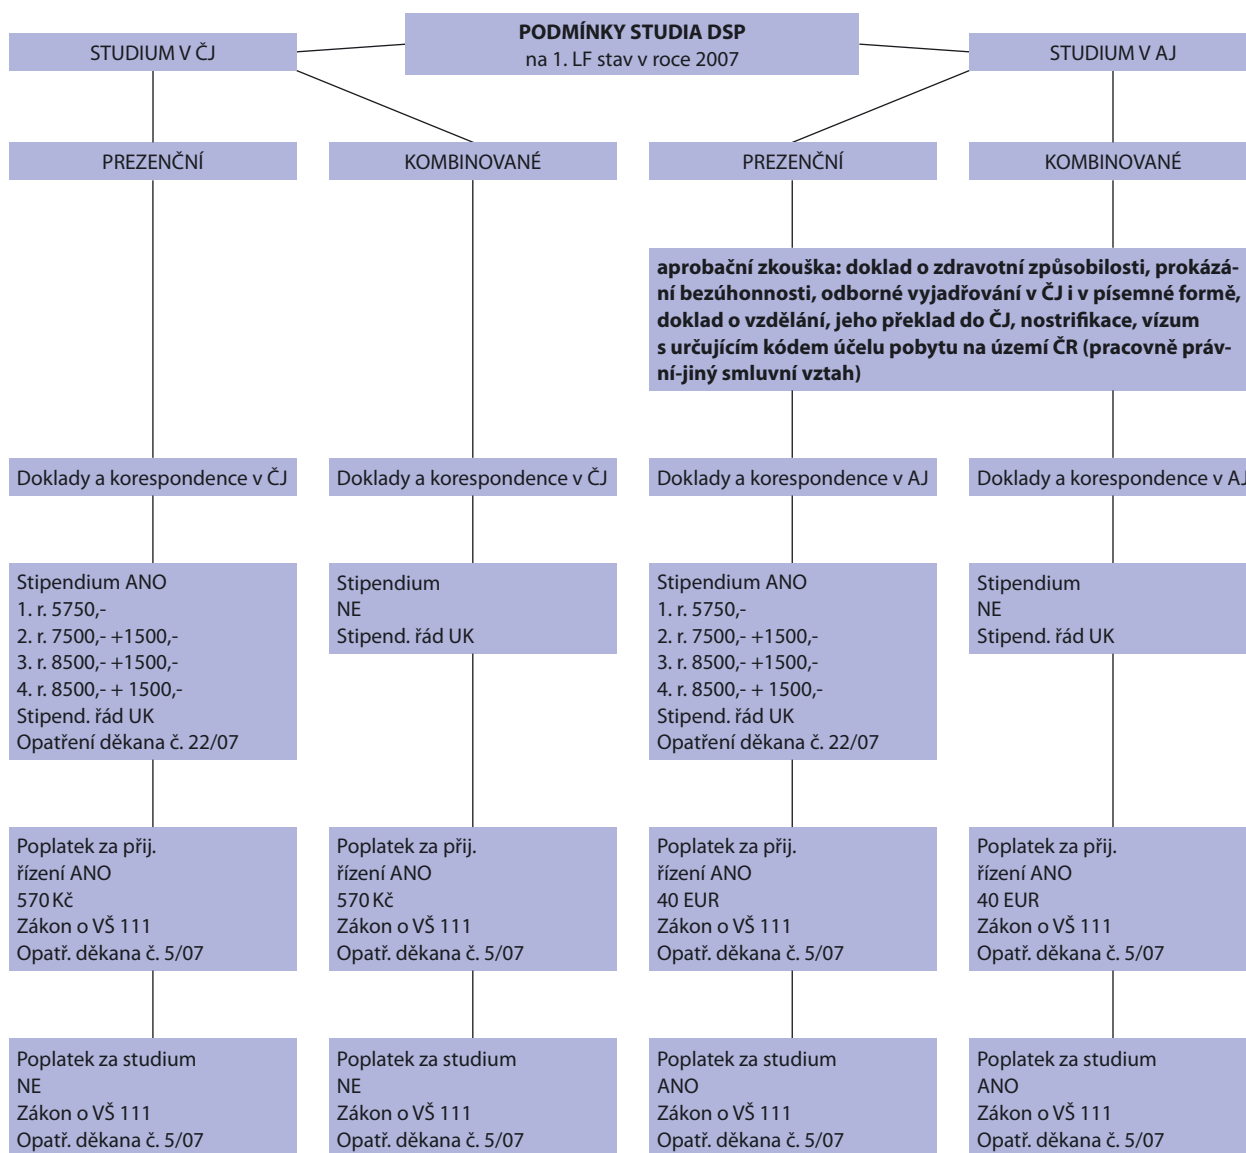 PODMÍNKY STUDIA DSP
na 1. LF stav v roce 2007
STUDIUM V ČJ
STUDIUM V AJ
PREZENČNÍ
KOMBINOVANÉ
PREZENČNÍ
KOMBINOVANÉ
aprobační zkouška: doklad o zdravotní způsobilosti, prokázá-
ní bezúhonnosti, odborné vyjadřování v ČJ i v písemné formě,
doklad o vzdělání, jeho překlad do ČJ, nostrifikace, vízum
s určujícím kódem účelu pobytu na území ČR (pracovně práv-
ní-jiný smluvní vztah)
Doklady a korespondence v ČJ
Doklady a korespondence v ČJ
Doklady a korespondence v AJ
Doklady a korespondence v AJ
Stipendium ANO
1. r. 5750,-
2. r. 7500,- +1500,-
3. r. 8500,- +1500,-
4. r. 8500,- + 1500,-
Stipend. řád UK
Opatření děkana č. 22/07
Stipendium
NE
Stipend. řád UK
Stipendium ANO
1. r. 5750,-
2. r. 7500,- +1500,-
3. r. 8500,- +1500,-
4. r. 8500,- + 1500,-
Stipend. řád UK
Opatření děkana č. 22/07
Stipendium
NE
Stipend. řád UK
Poplatek za přij.
řízení ANO
570 Kč
Zákon o VŠ 111
Opatř. děkana č. 5/07
Poplatek za přij.
řízení ANO
570 Kč
Zákon o VŠ 111
Opatř. děkana č. 5/07
Poplatek za přij.
řízení ANO
40 EUR
Zákon o VŠ 111
Opatř. děkana č. 5/07
Poplatek za přij.
řízení ANO
40 EUR
Zákon o VŠ 111
Opatř. děkana č. 5/07
Poplatek za studium
NE
Zákon o VŠ 111
Opatř. děkana č. 5/07
Poplatek za studium
NE
Zákon o VŠ 111
Opatř. děkana č. 5/07
Poplatek za studium
ANO
Zákon o VŠ 111
Opatř. děkana č. 5/07
Poplatek za studium
ANO
Zákon o VŠ 111
Opatř. děkana č. 5/07